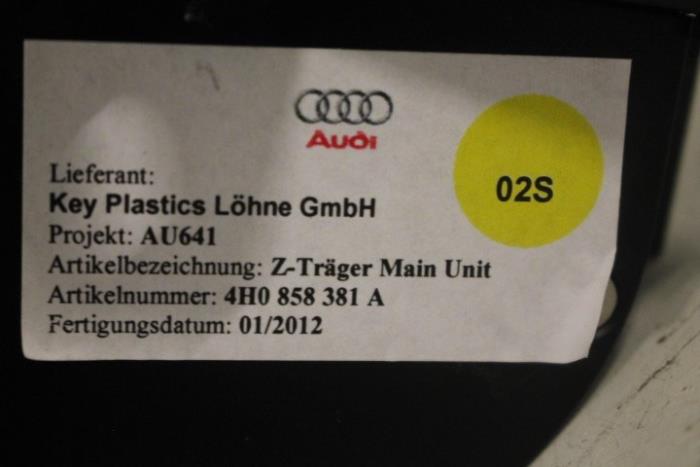 Audi
Lieferant:
Key Plastics Löhne GmbH
02S
Projekt: AU641
Artikelbezeichnung: Z-Träger Main Unit
Artikelnummer: 4H0 858 381 A
Fertigungsdatum: 01/2012